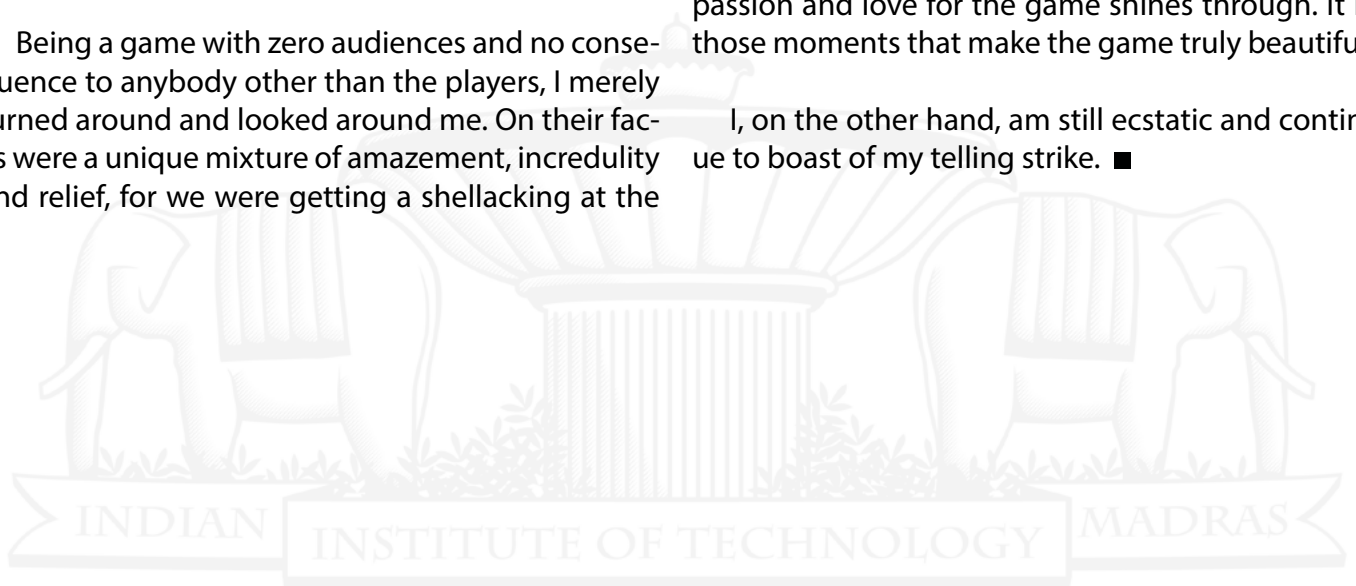 Being a game with zero audiences and no conse-
uence to anybody other than the players, I merely
urned around and looked around me. On their fac-
s were a unique mixture of amazement, incredulity
nd relief, for we were getting a shellacking at the
passion and love for the game shines through. It
those moments that make the game truly beautifu
I, on the other hand, am still ecstatic and contin
ue to boast of my telling strike. ■
INDIAN
INSTITUTE OF TECHNOLOGY
MADRAS